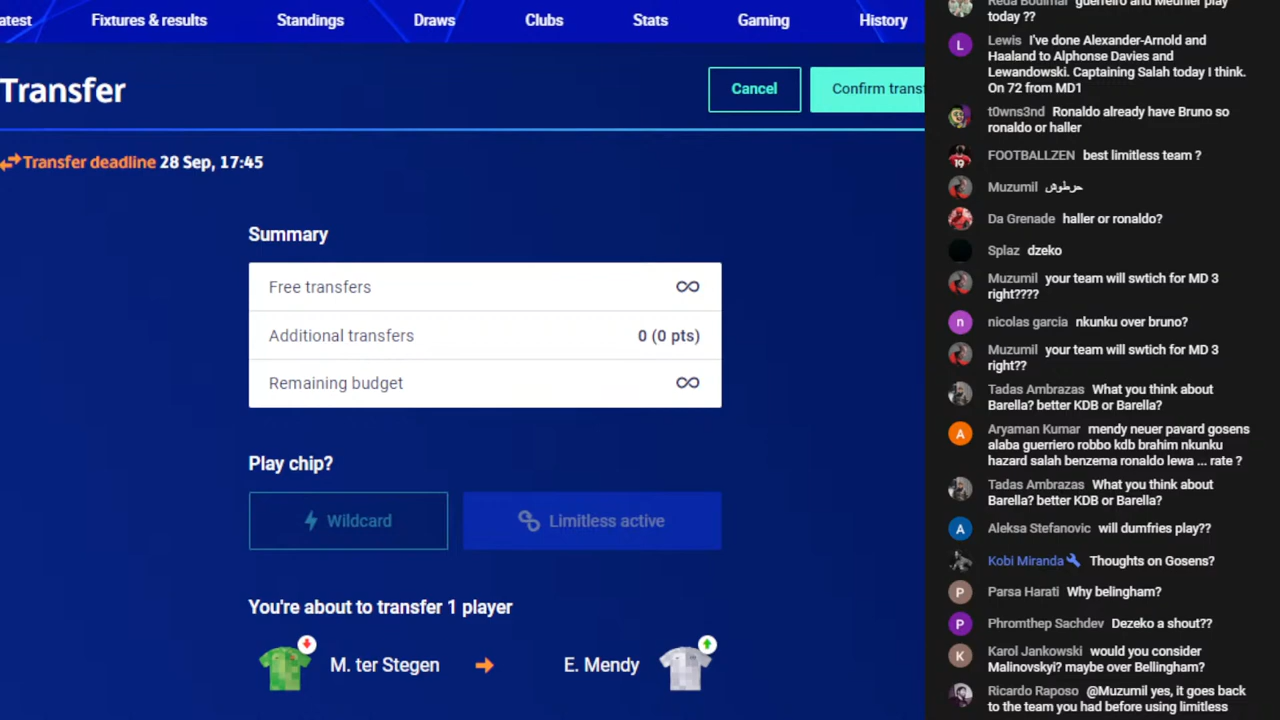 atest Fixtures & results Standings Draws Clubs Stats Gaming History
Transfer
Cancel
Confirm transf
Transfer deadline 28 Sep, 17:45
Summary
Free transfers ∞
Additional transfers 0 (0 pts)
Remaining budget ∞
Play chip?
Wildcard
Limitless active
You're about to transfer 1 player
M. ter Stegen
E. Mendy
guerreiro and Meunier play
today ??
L
Lewis I've done Alexander-Arnold and
Haaland to Alphonse Davies and
Lewandowski. Captaining Salah today I think.
On 72 from MD1
t0wns3nd Ronaldo already have Bruno so
ronaldo or haller
19
FOOTBALLZEN best limitless team ?
Muzumil حرطوش
Da Grenade haller or ronaldo?
Splaz dzeko
Muzumil your team will swtich for MD 3
right????
n
nicolas garcia nkunku over bruno?
Muzumil your team will swtich for MD 3
right??
Tadas Ambrazas What you think about
Barella? better KDB or Barella?
A
Aryaman Kumar mendy neuer pavard gosens
alaba guerriero robbo kdb brahim nkunku
hazard salah benzema ronaldo lewa ... rate ?
Tadas Ambrazas What you think about
Barella? better KDB or Barella?
A
Aleksa Stefanovic will dumfries play??
Kobi Miranda Thoughts on Gosens?
P
Parsa Harati Why belingham?
P
Phromthep Sachdev Dezeko a shout??
K
Karol Jankowski would you consider
Malinovskyi? maybe over Bellingham?
Ricardo Raposo @Muzumil yes, it goes back
to the team you had before using limitless